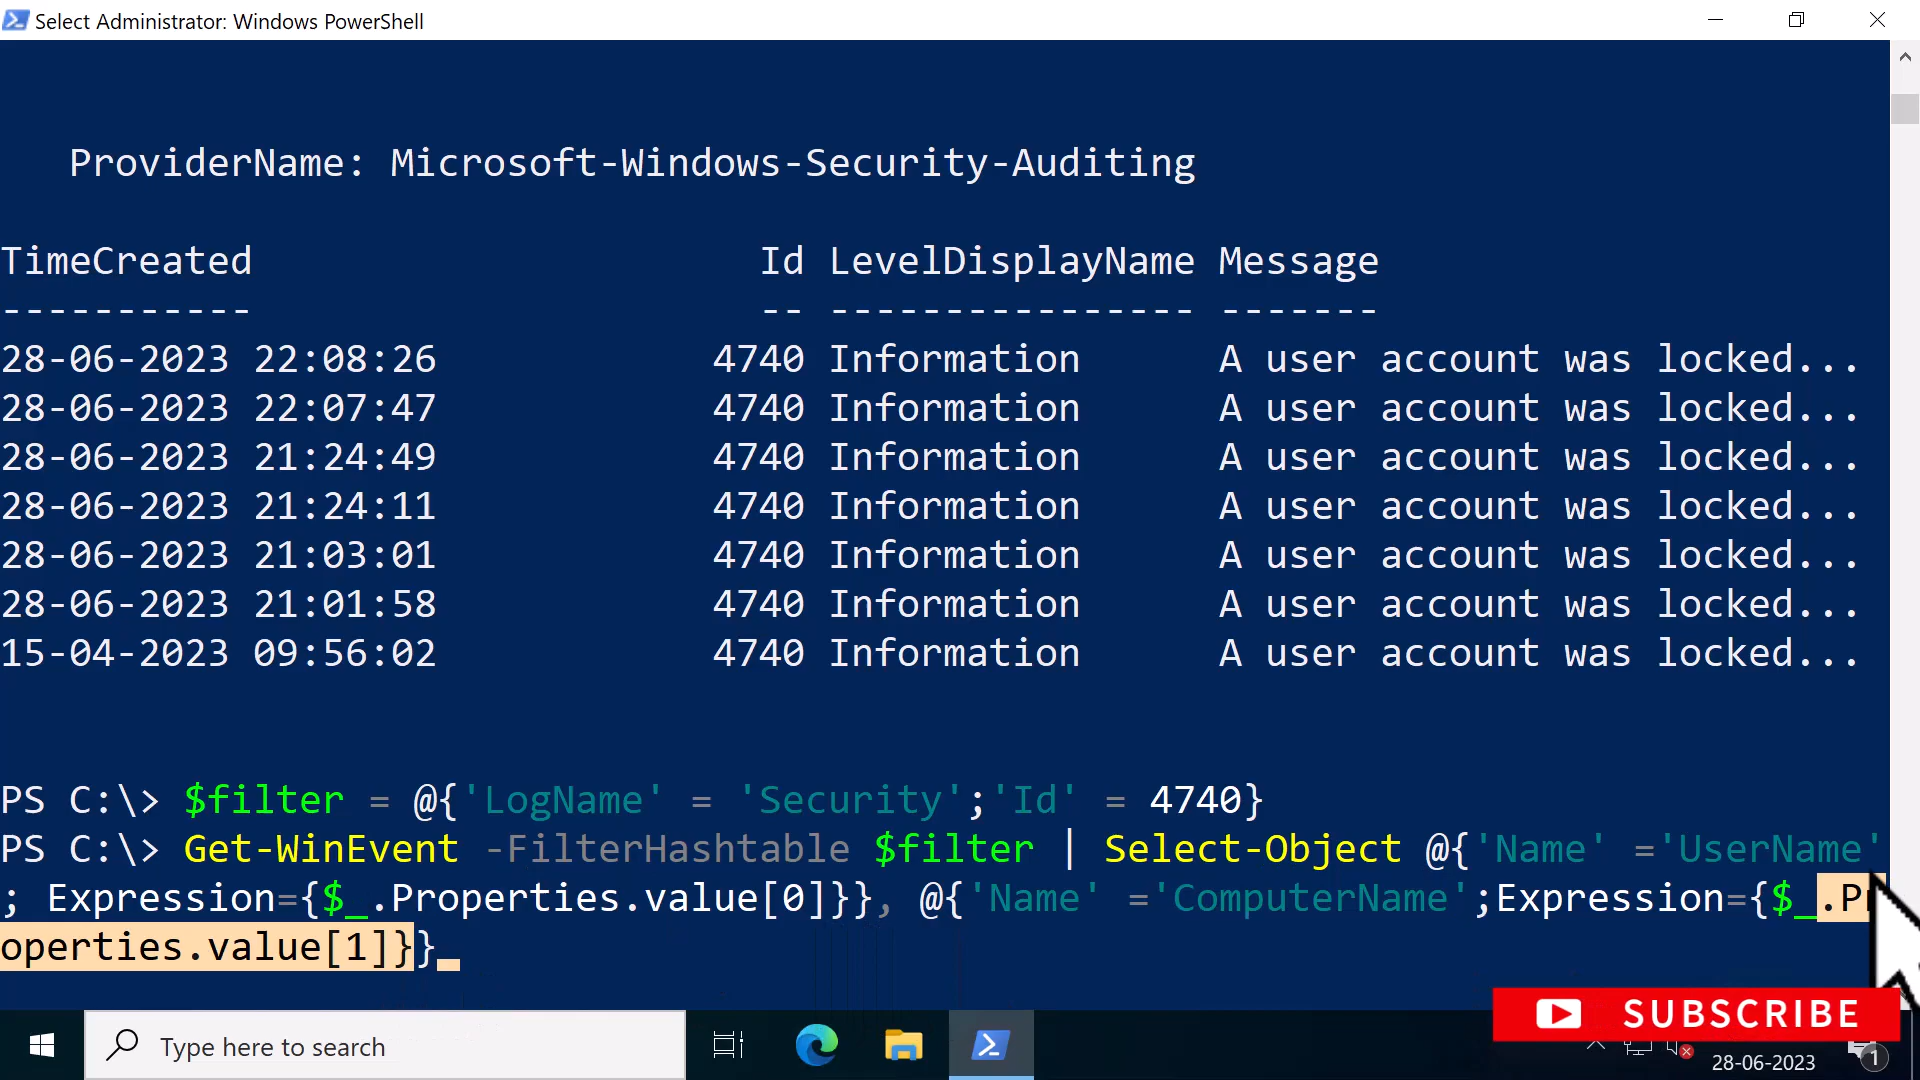 Select Administrator: Windows PowerShell
ProviderName: Microsoft-Windows-Security-Auditing
TimeCreated Id LevelDisplayName Message
----------- -- ---------------- -------
28-06-2023 22:08:26 4740 Information A user account was locked...
28-06-2023 22:07:47 4740 Information A user account was locked...
28-06-2023 21:24:49 4740 Information A user account was locked...
28-06-2023 21:24:11 4740 Information A user account was locked...
28-06-2023 21:03:01 4740 Information A user account was locked...
28-06-2023 21:01:58 4740 Information A user account was locked...
15-04-2023 09:56:02 4740 Information A user account was locked...
PS C:\> $filter = @{'LogName' = 'Security';'Id' = 4740}
PS C:\> Get-WinEvent -FilterHashtable $filter | Select-Object @{'Name' ='UserName'
; Expression={$_.Properties.value[0]}}, @{'Name' ='ComputerName';Expression={$_.Pr
operties.value[1]}}
SUBSCRIBE
Type here to search
28-06-2023
1